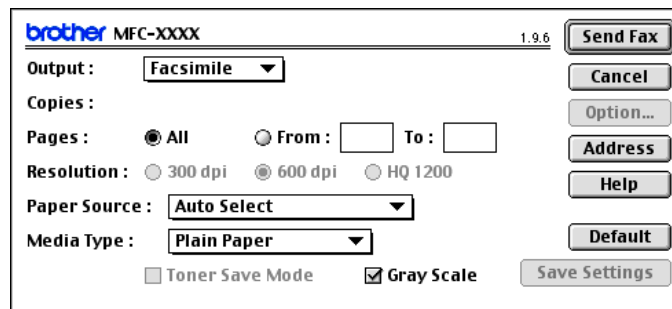 brother MFC-XXXX 1.9.6 Send Fax
Output : Facsimile Cancel
Copies : Option...
Pages : All From : To : Address
Resolution : 300 dpi 600 dpi HQ 1200 Help
Paper Source : Auto Select
Media Type : Plain Paper Default
Toner Save Mode Gray Scale Save Settings